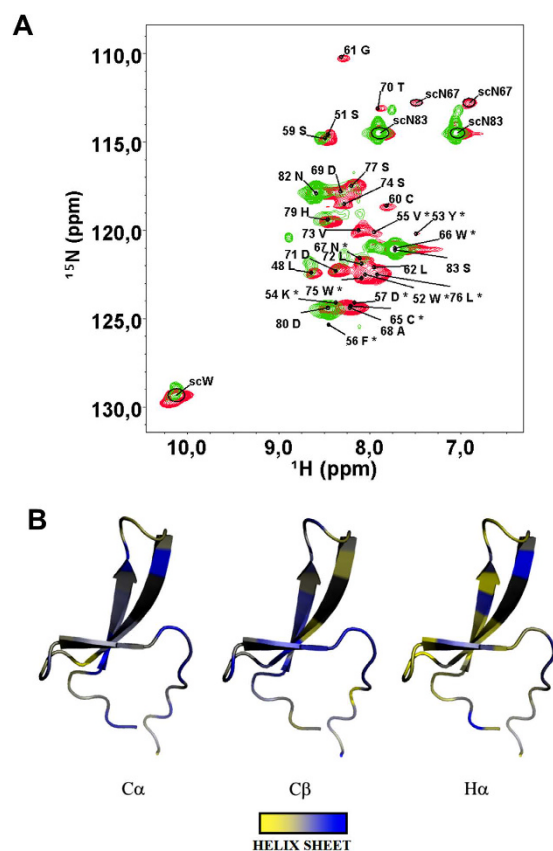 A
110,0
115,0
120,0
125,0
130,0
¹⁵N (ppm)
61 G
70 T
scN67
scN67
scN83
scN83
51 S
59 S
69 D
77 S
82 N
74 S
60 C
79 H
55 V *
53 Y *
73 V
67 N *
66 W *
71 D
72 L
62 L
83 S
48 L
54 K *
75 W *
57 D *
52 W *
76 L *
80 D
65 C *
68 A
56 F *
scW
10,0
9,0
8,0
7,0
¹H (ppm)
B
Cα
Cβ
Hα
HELIX SHEET